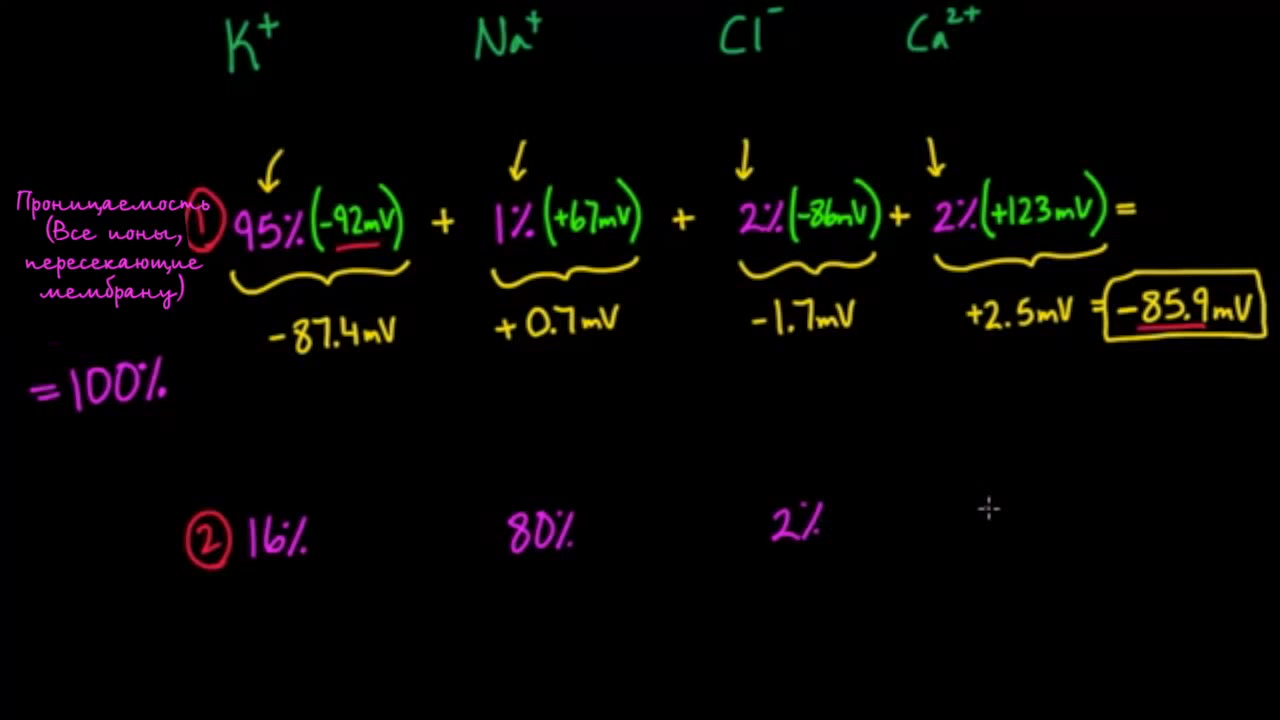 K⁺ Na⁺ Cl⁻ Ca²⁺
Проницаемость
(Все ионы,
пересекающие
мембрану)
① 95% (-92mV) + 1% (+67mV) + 2% (-86mV) + 2% (+123mV) =
-87.4mV +0.7mV -1.7mV +2.5mV = -85.9mV
= 100%
② 16% 80% 2%